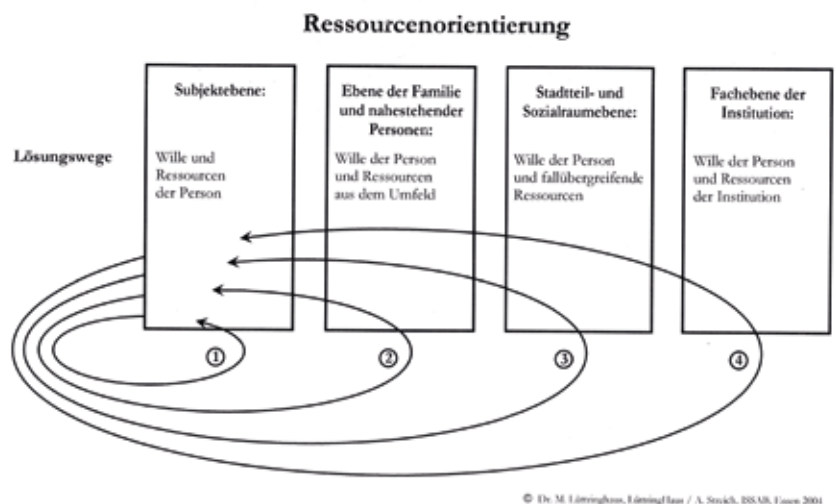 Ressourcenorientierung
Subjektebene:
Ebene der Familie
und nahestehender
Personen:
Stadtteil- und
Sozialraumebene:
Fachebene der
Institution:
Lösungswege
Wille und
Ressourcen
der Person
Wille der Person
und Ressourcen
aus dem Umfeld
Wille der Person
und fallübergreifende
Ressourcen
Wille der Person
und Ressourcen
der Institution
①
②
③
④
© Dr. M. Lüttringhaus, LüttringHaus / A. Streich, ISSAB, Essen 2004